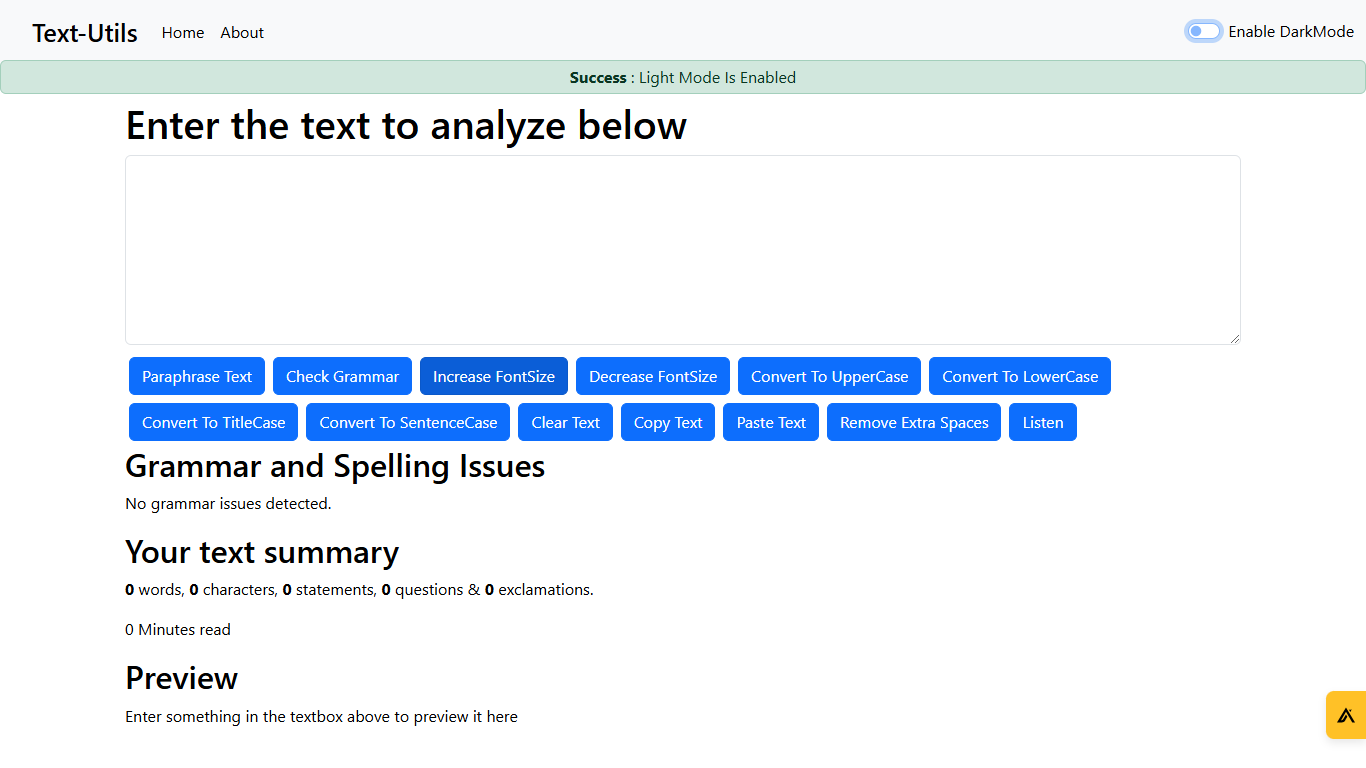 Text-Utils Home About Enable DarkMode
Success : Light Mode Is Enabled
Enter the text to analyze below
Paraphrase Text Check Grammar Increase FontSize Decrease FontSize Convert To UpperCase Convert To LowerCase
Convert To TitleCase Convert To SentenceCase Clear Text Copy Text Paste Text Remove Extra Spaces Listen
Grammar and Spelling Issues
No grammar issues detected.
Your text summary
0 words, 0 characters, 0 statements, 0 questions & 0 exclamations.
0 Minutes read
Preview
Enter something in the textbox above to preview it here